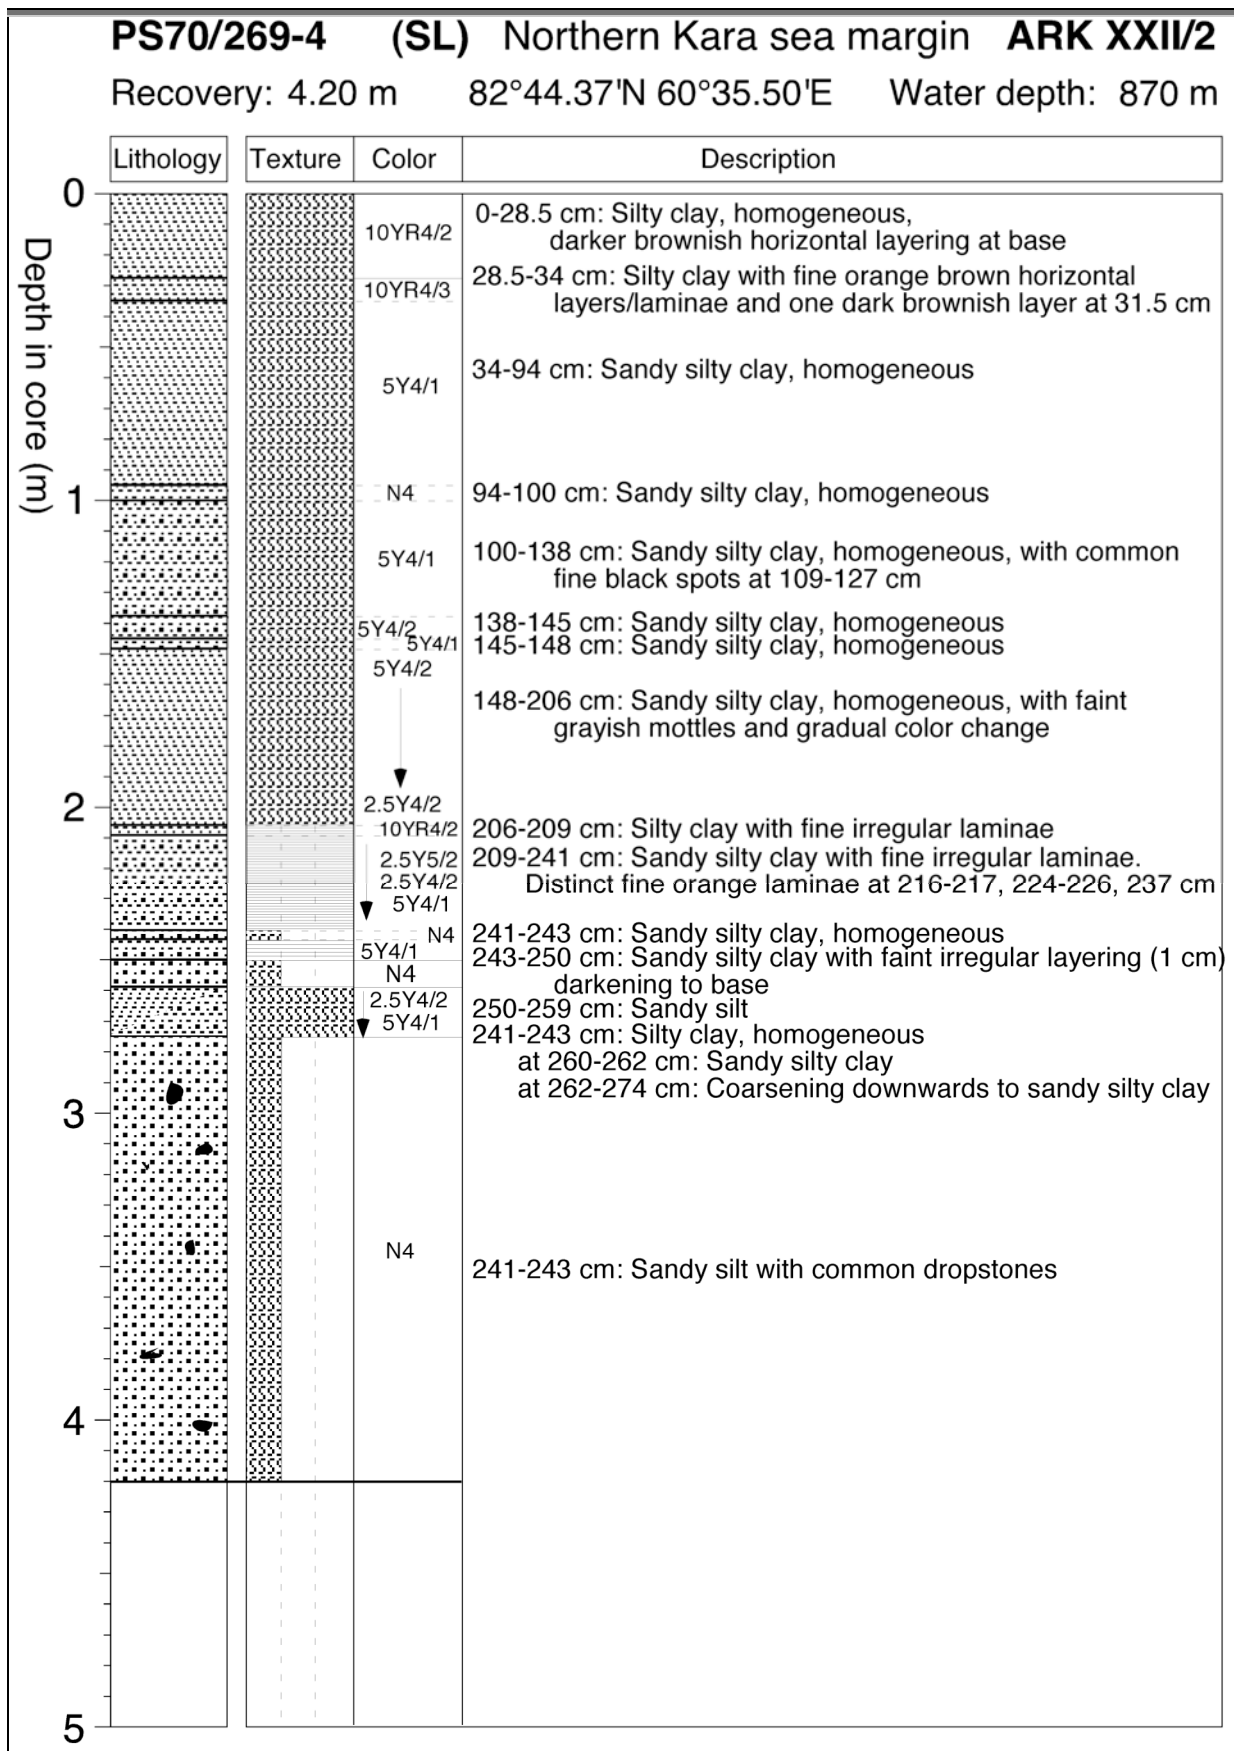 PS70/269-4 (SL) Northern Kara sea margin ARK XXII/2
Recovery: 4.20 m 82°44.37'N 60°35.50'E Water depth: 870 m
Lithology Texture Color Description
Depth in core (m)
0
1
2
3
4
5
10YR4/2
10YR4/3
5Y4/1
N4
5Y4/1
5Y4/2
5Y4/1
5Y4/2
2.5Y4/2
10YR4/2
2.5Y5/2
2.5Y4/2
5Y4/1
N4
5Y4/1
N4
2.5Y4/2
5Y4/1
N4
0-28.5 cm: Silty clay, homogeneous,
darker brownish horizontal layering at base
28.5-34 cm: Silty clay with fine orange brown horizontal
layers/laminae and one dark brownish layer at 31.5 cm
34-94 cm: Sandy silty clay, homogeneous
94-100 cm: Sandy silty clay, homogeneous
100-138 cm: Sandy silty clay, homogeneous, with common
fine black spots at 109-127 cm
138-145 cm: Sandy silty clay, homogeneous
145-148 cm: Sandy silty clay, homogeneous
148-206 cm: Sandy silty clay, homogeneous, with faint
grayish mottles and gradual color change
206-209 cm: Silty clay with fine irregular laminae
209-241 cm: Sandy silty clay with fine irregular laminae.
Distinct fine orange laminae at 216-217, 224-226, 237 cm
241-243 cm: Sandy silty clay, homogeneous
243-250 cm: Sandy silty clay with faint irregular layering (1 cm)
darkening to base
250-259 cm: Sandy silt
241-243 cm: Silty clay, homogeneous
at 260-262 cm: Sandy silty clay
at 262-274 cm: Coarsening downwards to sandy silty clay
241-243 cm: Sandy silt with common dropstones